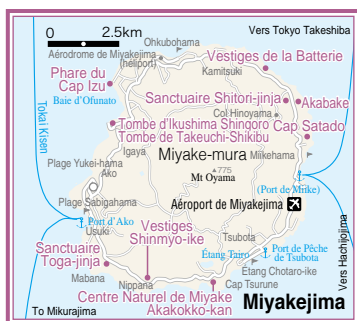 0 2.5km
Vers Tokyo Takeshiba
Ohkubohama
Aérodrome de Miyakejima
(héliport)
Vestiges de la Batterie
Kamitsuki
Phare du
Cap Izu
Baie d'Ofunato
Sanctuaire Shitori-jinja
Akabake
Col Hinoyama
Tokai Kisen
Tombe d'Ikushima Shingoro
Tombe de Takeuchi-Shikibu
Cap Satado
Igaya
Miyake-mura
Miikehama
Plage Yukei-hama
Ako
▲775
Mt Oyama
(Port de Miike)
Plage Sabigahama
Aéroport de Miyakejima
Port d'Ako
Usuki
Vestiges
Shinmyo-ike
Tsubota
Sanctuaire
Toga-jinja
Étang Tairo
Port de Pêche
de Tsubota
Vers Hachijojima
Mabana
Nippana
Étang Chotaro-ike
Cap Tsurune
Centre Naturel de Miyake
Akakokko-kan
To Mikurajima
Miyakejima